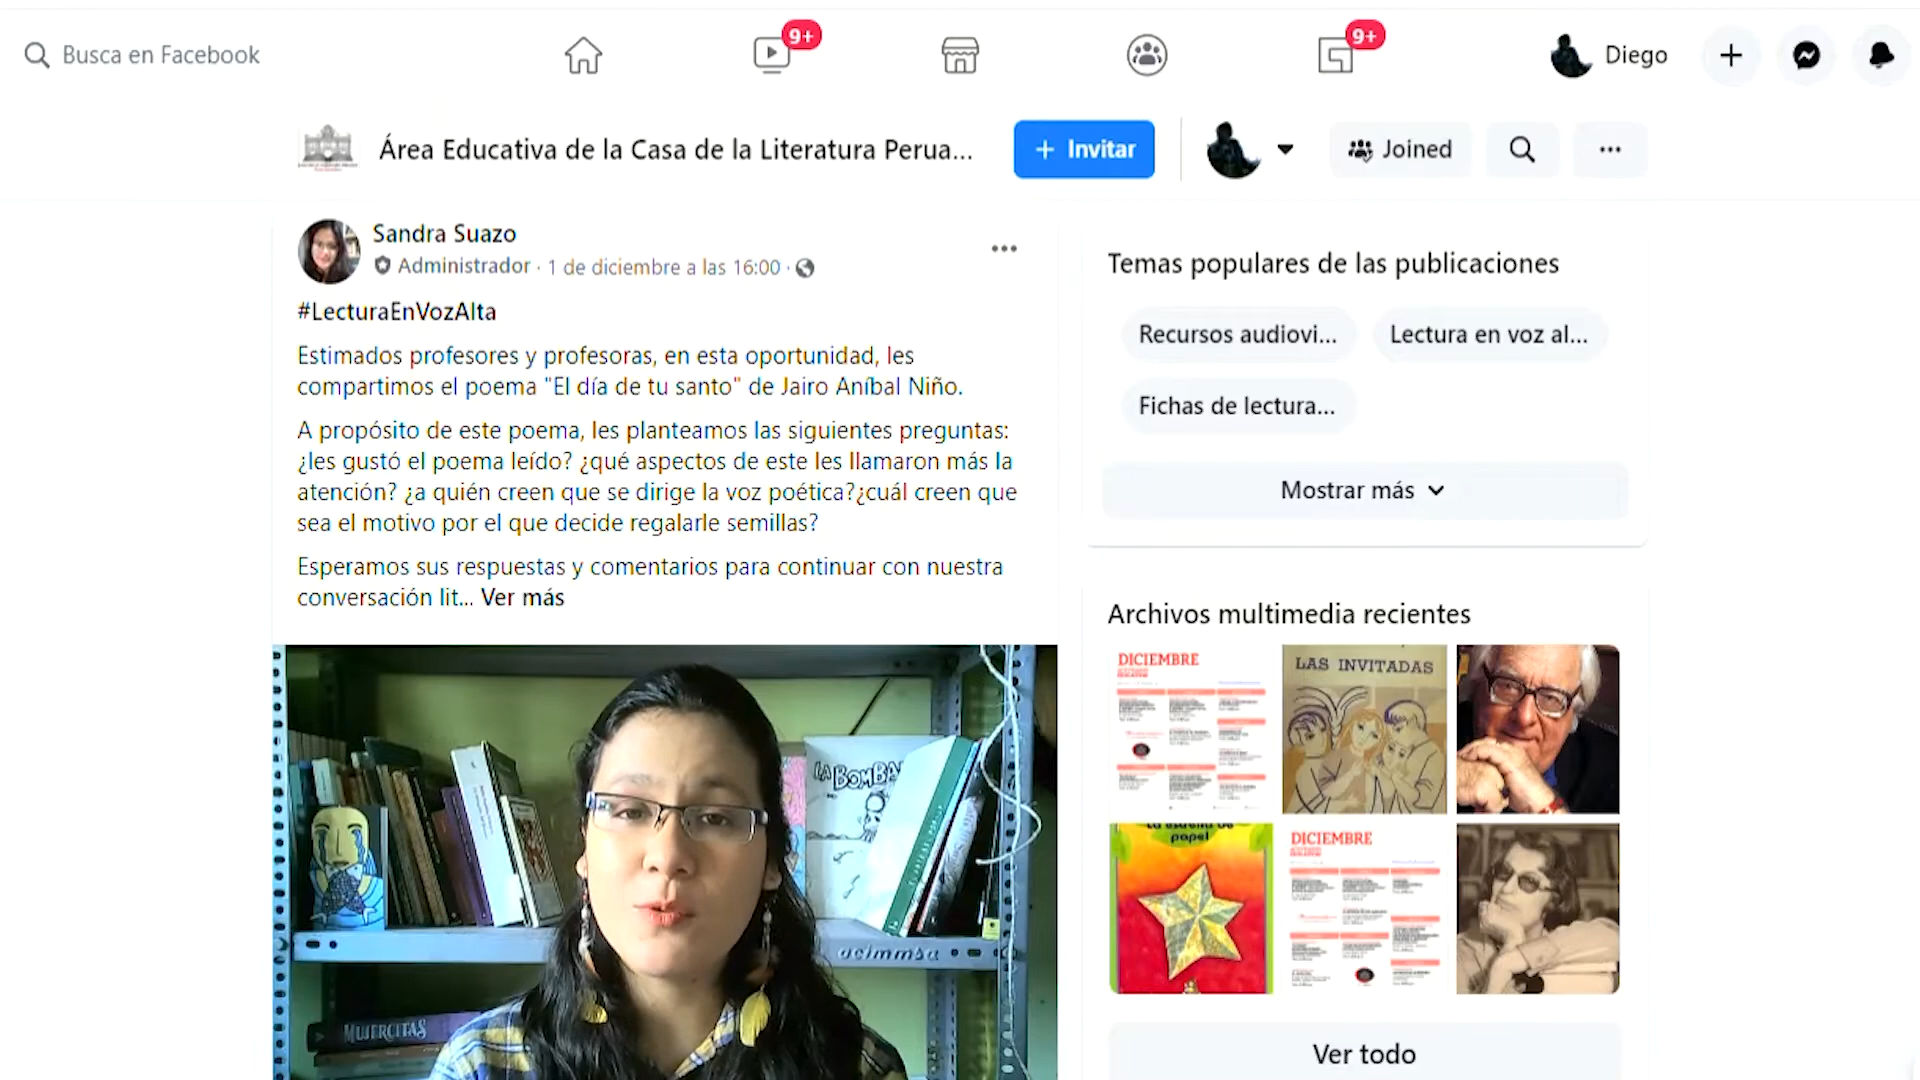 Busca en Facebook
9+
9+
Diego
Área Educativa de la Casa de la Literatura Perua...
+ Invitar
Joined
Sandra Suazo
Administrador · 1 de diciembre a las 16:00 ·
#LecturaEnVozAlta
Estimados profesores y profesoras, en esta oportunidad, les
compartimos el poema "El día de tu santo" de Jairo Aníbal Niño.
A propósito de este poema, les planteamos las siguientes preguntas:
¿les gustó el poema leído? ¿qué aspectos de este les llamaron más la
atención? ¿a quién creen que se dirige la voz poética?¿cuál creen que
sea el motivo por el que decide regalarle semillas?
Esperamos sus respuestas y comentarios para continuar con nuestra
conversación lit... Ver más
LA BOMBA
acimmsa
MUJERCITAS
Temas populares de las publicaciones
Recursos audiovi...
Lectura en voz al...
Fichas de lectura...
Mostrar más
Archivos multimedia recientes
DICIEMBRE
LAS INVITADAS
La estrella de
papel
DICIEMBRE
Ver todo